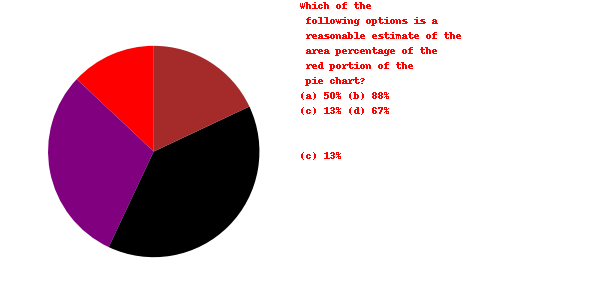 Which of the
following options is a
reasonable estimate of the
area percentage of the
red portion of the
pie chart?
(a) 50% (b) 88%
(c) 13% (d) 67%
(c) 13%